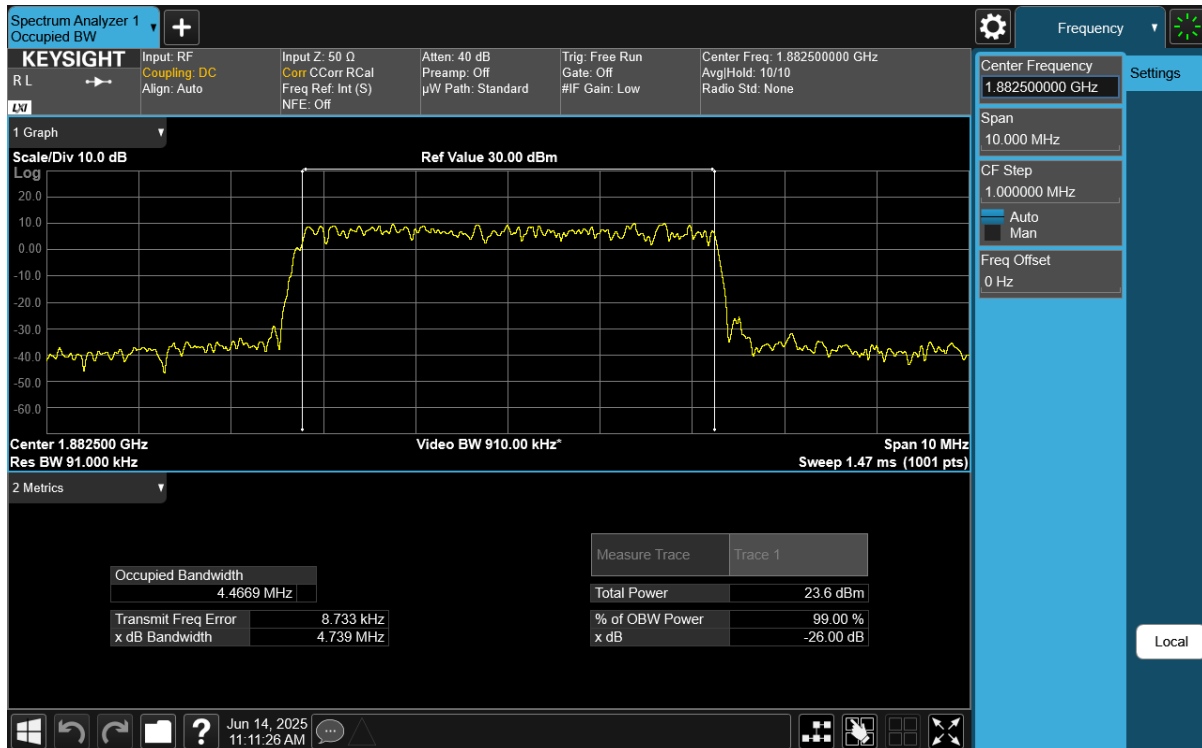 Spectrum Analyzer 1
Occupied BW
Frequency
KEYSIGHT
R L
LXI
Input: RF
Coupling: DC
Align: Auto
Input Z: 50 Ω
Corr CCorr RCal
Freq Ref: Int (S)
NFE: Off
Atten: 40 dB
Preamp: Off
µW Path: Standard
Trig: Free Run
Gate: Off
#IF Gain: Low
Center Freq: 1.882500000 GHz
Avg|Hold: 10/10
Radio Std: None
Center Frequency
1.882500000 GHz
Settings
Span
10.000 MHz
CF Step
1.000000 MHz
Auto
Man
Freq Offset
0 Hz
Local
1 Graph
Scale/Div 10.0 dB
Ref Value 30.00 dBm
Log
20.0
10.0
0.00
-10.0
-20.0
-30.0
-40.0
-50.0
-60.0
Center 1.882500 GHz
Video BW 910.00 kHz*
Span 10 MHz
Res BW 91.000 kHz
Sweep 1.47 ms (1001 pts)
2 Metrics
Measure Trace
Trace 1
Occupied Bandwidth
4.4669 MHz
Total Power
23.6 dBm
Transmit Freq Error
8.733 kHz
% of OBW Power
99.00 %
x dB Bandwidth
4.739 MHz
x dB
-26.00 dB
?
Jun 14, 2025
11:11:26 AM